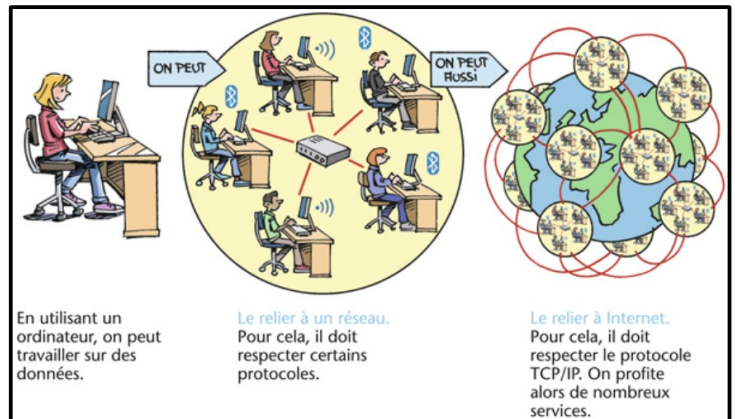 ON PEUT
ON PEUT
AUSSI
En utilisant un
ordinateur, on peut
travailler sur des
données.
Le relier à un réseau.
Pour cela, il doit
respecter certains
protocoles.
Le relier à Internet.
Pour cela, il doit
respecter le protocole
TCP/IP. On profite
alors de nombreux
services.